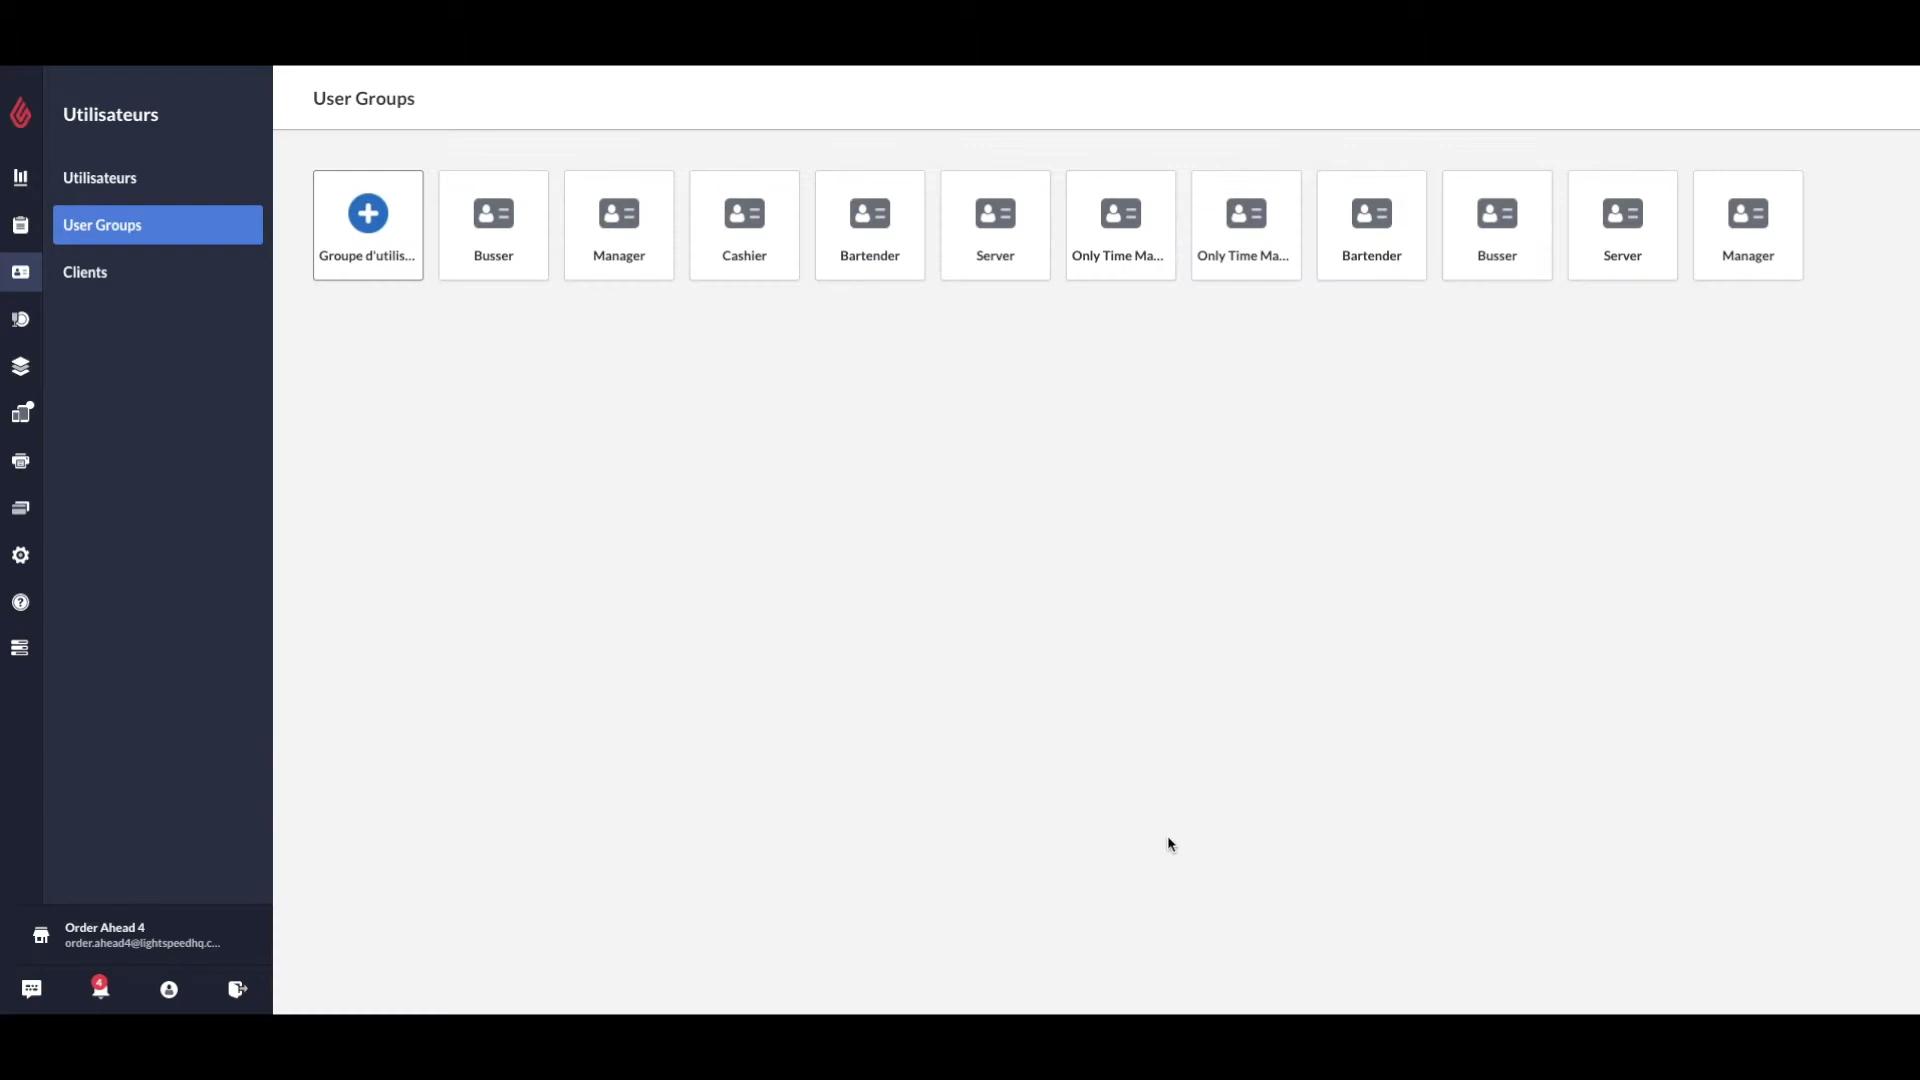 Utilisateurs
Utilisateurs
User Groups
Clients
Order Ahead 4
order.ahead4@lightspeedhq.c...
4
User Groups
Groupe d'utilis...
Busser
Manager
Cashier
Bartender
Server
Only Time Ma...
Only Time Ma...
Bartender
Busser
Server
Manager